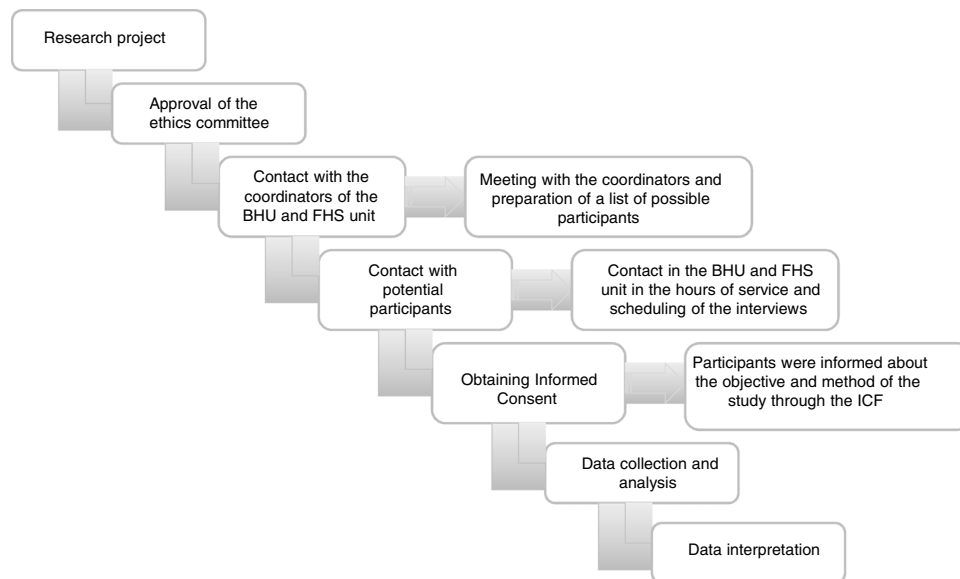 Research project
Approval of the
ethics committee
Contact with the
coordinators of the
BHU and FHS unit
Meeting with the coordinators and
preparation of a list of possible
participants
Contact with
potential
participants
Contact in the BHU and FHS
unit in the hours of service and
scheduling of the interviews
Obtaining Informed
Consent
Participants were informed about
the objective and method of the
study through the ICF
Data collection and
analysis
Data interpretation